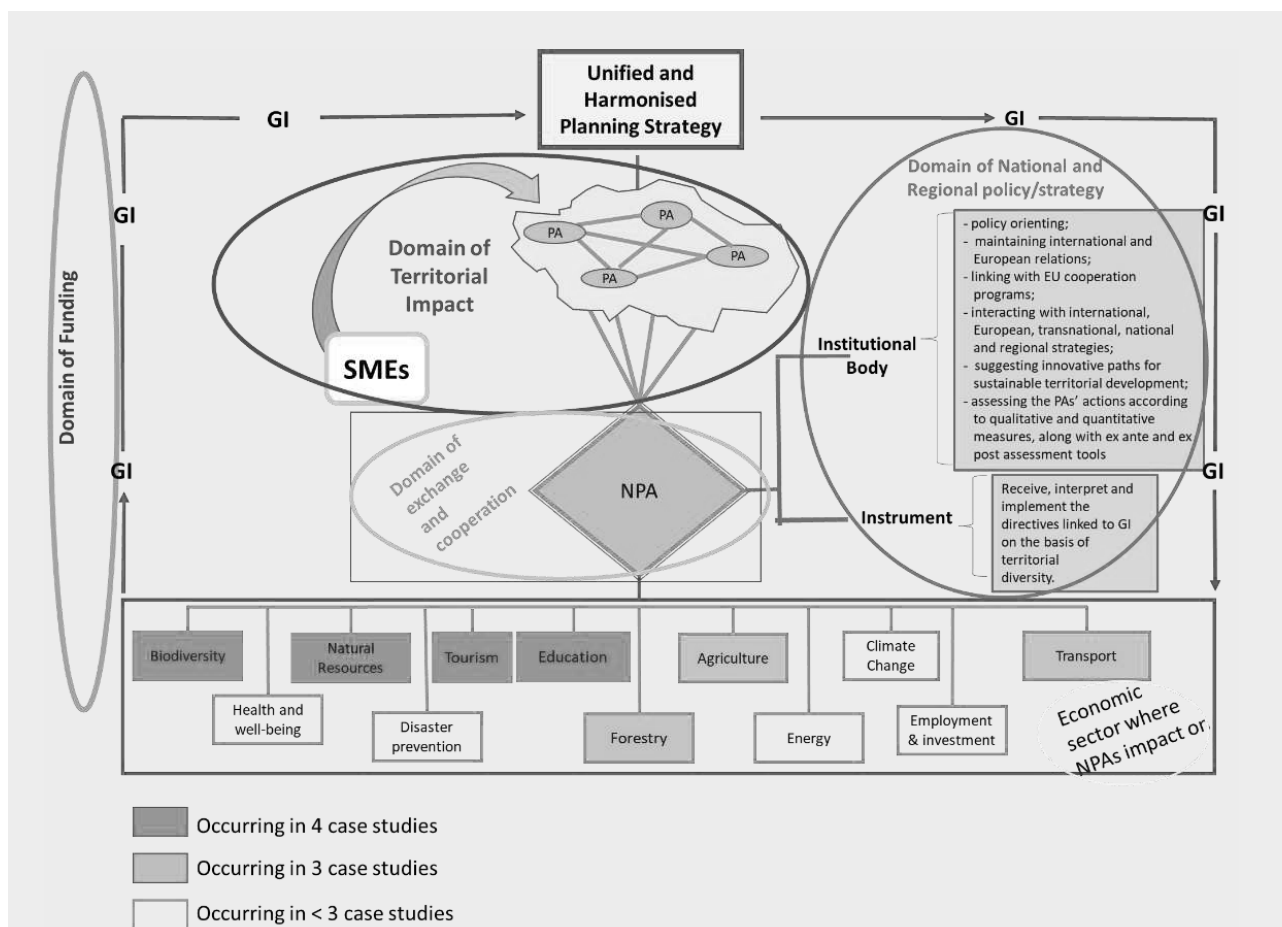 Unified and
Harmonised
Planning Strategy
GI
GI
Domain of Funding
GI
GI
GI
GI
Domain of
Territorial
Impact
SMEs
PA
PA
PA
PA
Domain of National and
Regional policy/strategy
Institutional
Body
- policy orienting;
- maintaining international and
European relations;
- linking with EU cooperation
programs;
- interacting with international,
European, transnational, national
and regional strategies;
- suggesting innovative paths for
sustainable territorial development;
- assessing the PAs' actions according
to qualitative and quantitative
measures, along with ex ante and ex
post assessment tools
Domain of
exchange
and
cooperation
NPA
Instrument
Receive, interpret and
implement the
directives linked to GI
on the basis of
territorial
diversity.
Biodiversity
Natural
Resources
Tourism
Education
Agriculture
Climate
Change
Transport
Health and
well-being
Disaster
prevention
Forestry
Energy
Employment
& investment
Economic
sector where
NPAs impact or
Occurring in 4 case studies
Occurring in 3 case studies
Occurring in < 3 case studies